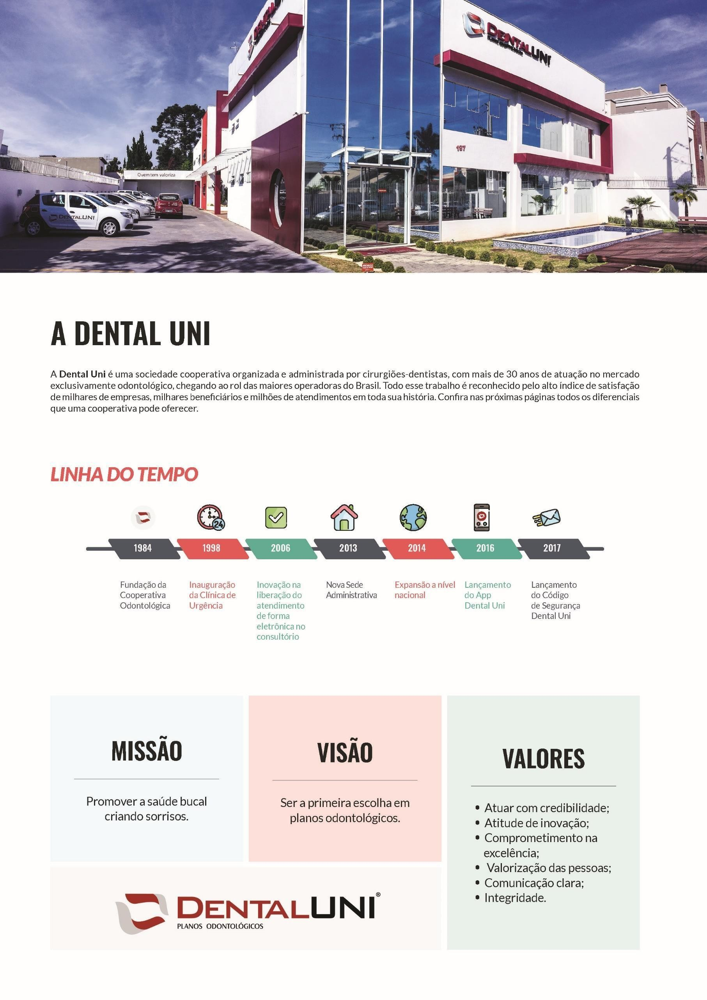 DENTALUNI
197
Quem tem valoriza
DENTALUNI
A DENTAL UNI
A Dental Uni é uma sociedade cooperativa organizada e administrada por cirurgiões-dentistas, com mais de 30 anos de atuação no mercado
exclusivamente odontológico, chegando ao rol das maiores operadoras do Brasil. Todo esse trabalho é reconhecido pelo alto índice de satisfação
de milhares de empresas, milhares beneficiários e milhões de atendimentos em toda sua história. Confira nas próximas páginas todos os diferenciais
que uma cooperativa pode oferecer.
LINHA DO TEMPO
24
1984
1998
2006
2013
2014
2016
2017
Fundação da
Cooperativa
Odontológica
Inauguração
da Clínica de
Urgência
Inovação na
liberação do
atendimento
de forma
eletrônica no
consultório
Nova Sede
Administrativa
Expansão a nível
nacional
Lançamento
do App
Dental Uni
Lançamento
do Código
de Segurança
Dental Uni
MISSÃO
Promover a saúde bucal
criando sorrisos.
VISÃO
Ser a primeira escolha em
planos odontológicos.
VALORES
• Atuar com credibilidade;
• Atitude de inovação;
• Comprometimento na
excelência;
• Valorização das pessoas;
• Comunicação clara;
• Integridade.
DENTALUNI®
PLANOS ODONTOLÓGICOS